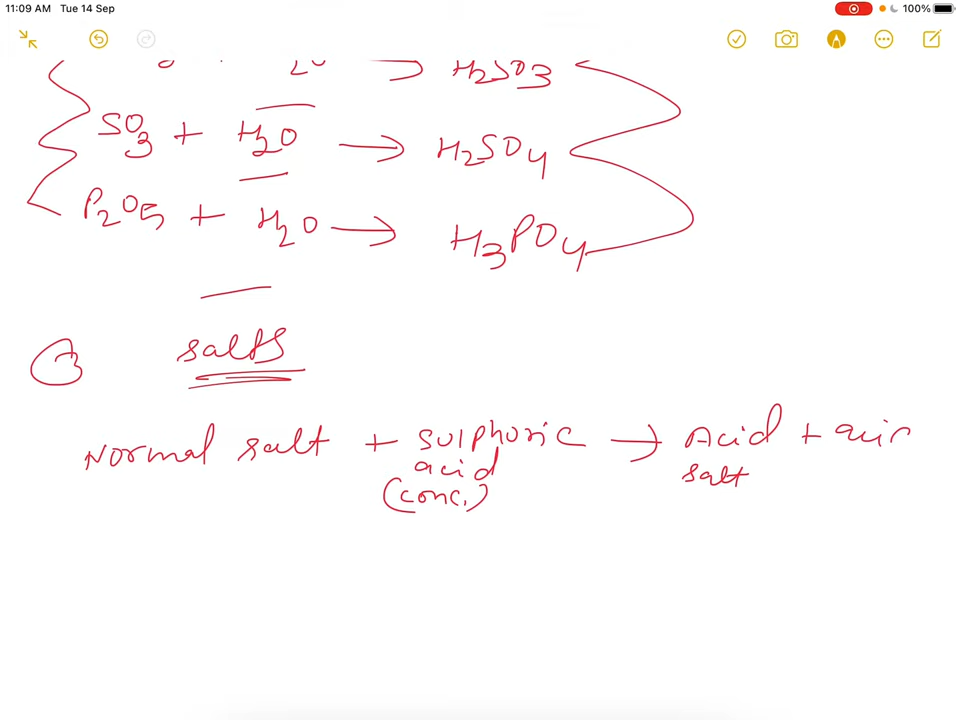 11:09 AM Tue 14 Sep 100%
H2SO3
SO3 + H2O → H2SO4
P2O5 + H2O → H3PO4
3 salts
Normal salt + sulphuric acid (conc.) → Acid salt +